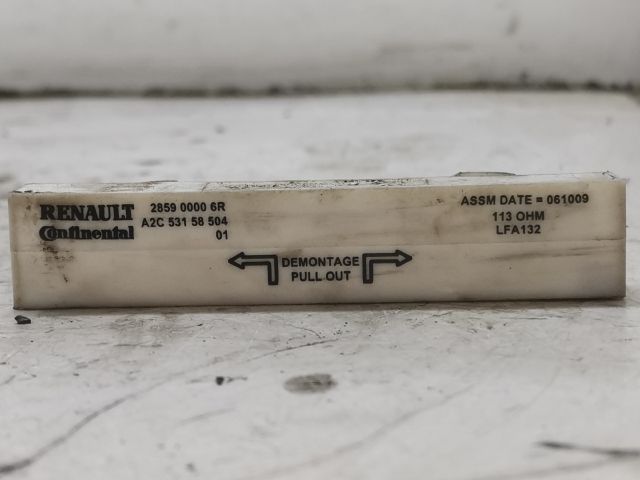 RENAULT
Continental
2859 0000 6R
A2C 531 58 504
01
DEMONTAGE
PULL OUT
ASSM DATE = 061009
113 OHM
LFA132